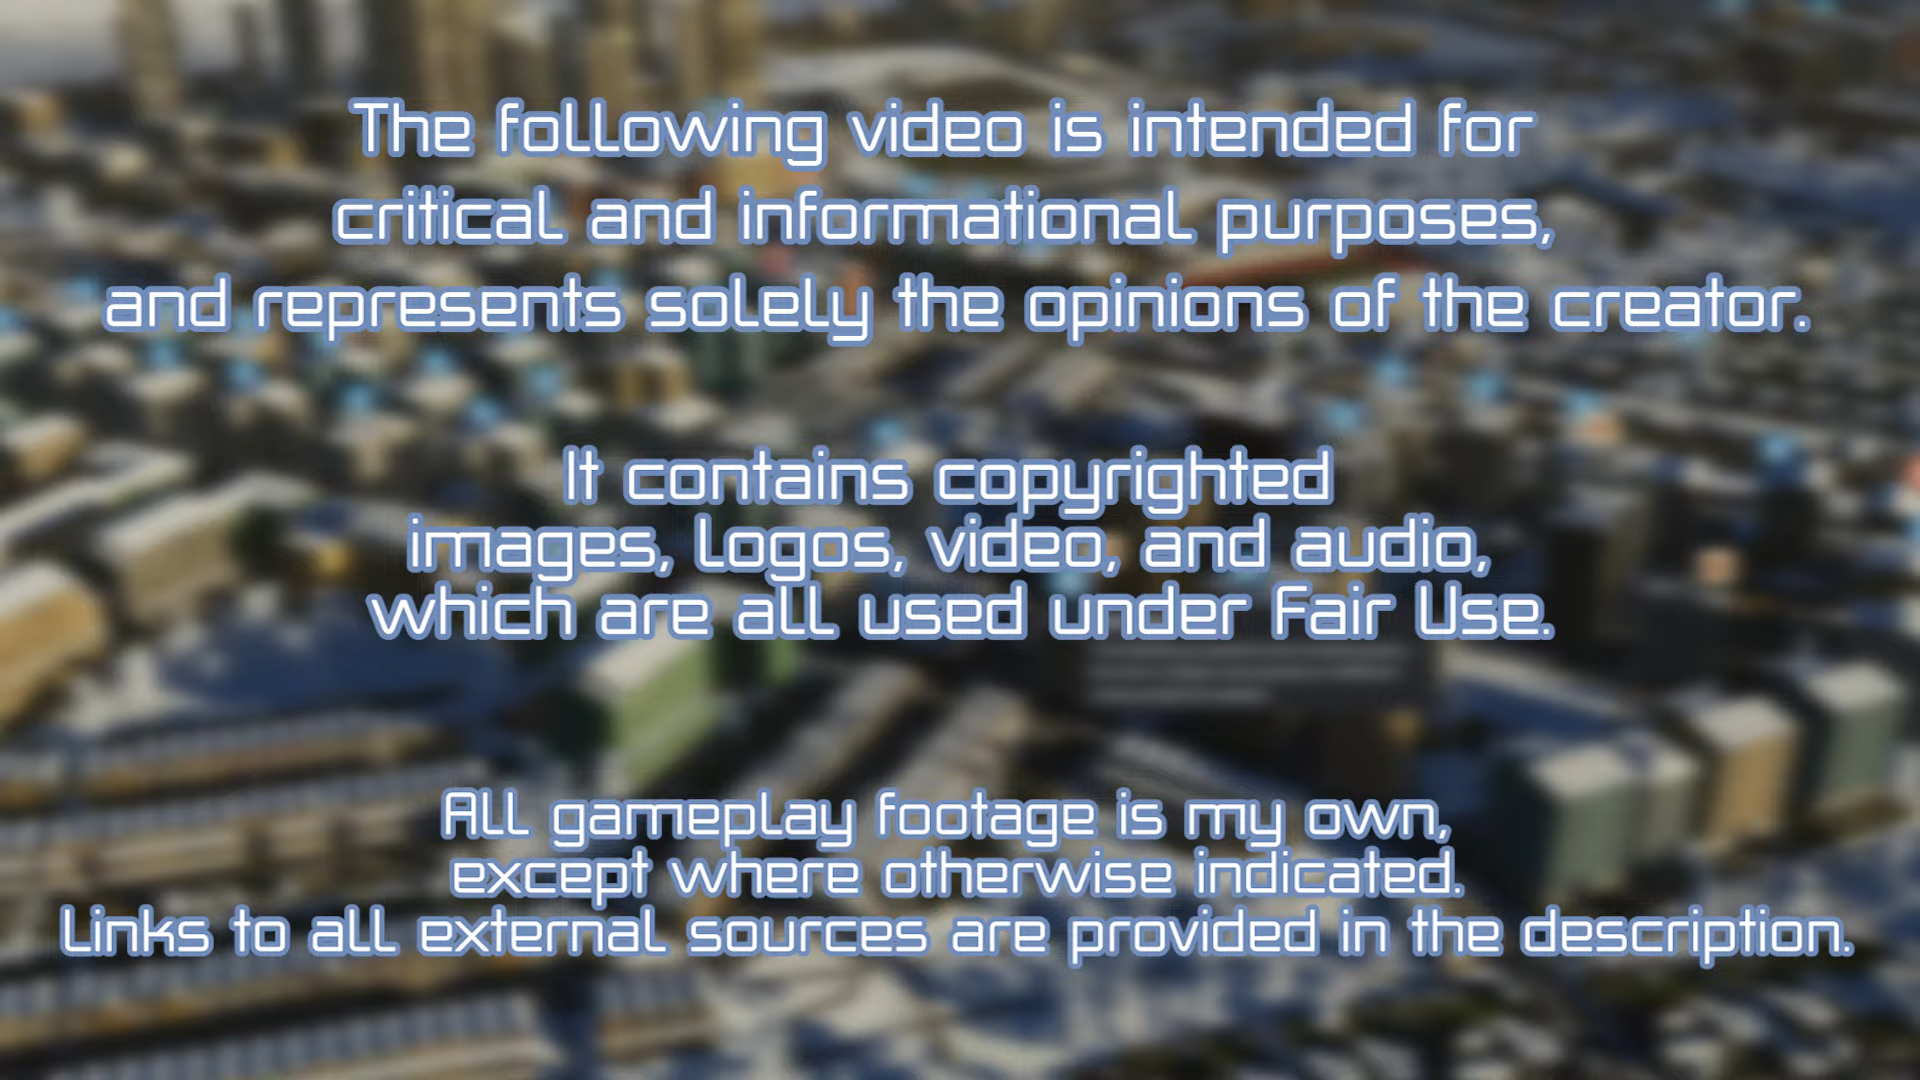 The following video is intended for
critical and informational purposes,
and represents solely the opinions of the creator.
It contains copyrighted
images, logos, video, and audio,
which are all used under Fair Use.
All gameplay footage is my own,
except where otherwise indicated.
Links to all external sources are provided in the description.